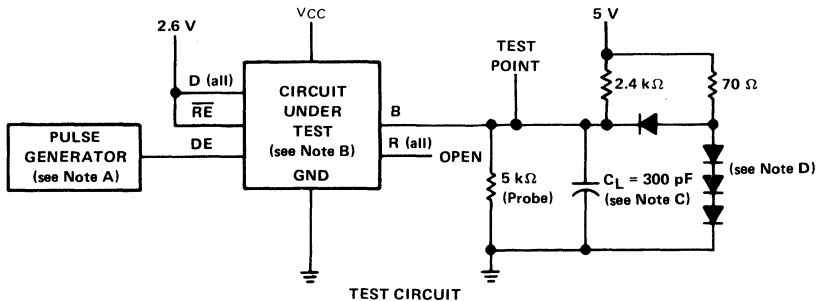 2.6 V
VCC
5 V
TEST
POINT
D (all)
CIRCUIT
UNDER
TEST
(see Note B)
GND
2.4 kΩ
70 Ω
RE
B
PULSE
GENERATOR
(see Note A)
DE
R (all)
OPEN
5 kΩ
(Probe)
CL = 300 pF
(see Note C)
(see Note D)
TEST CIRCUIT